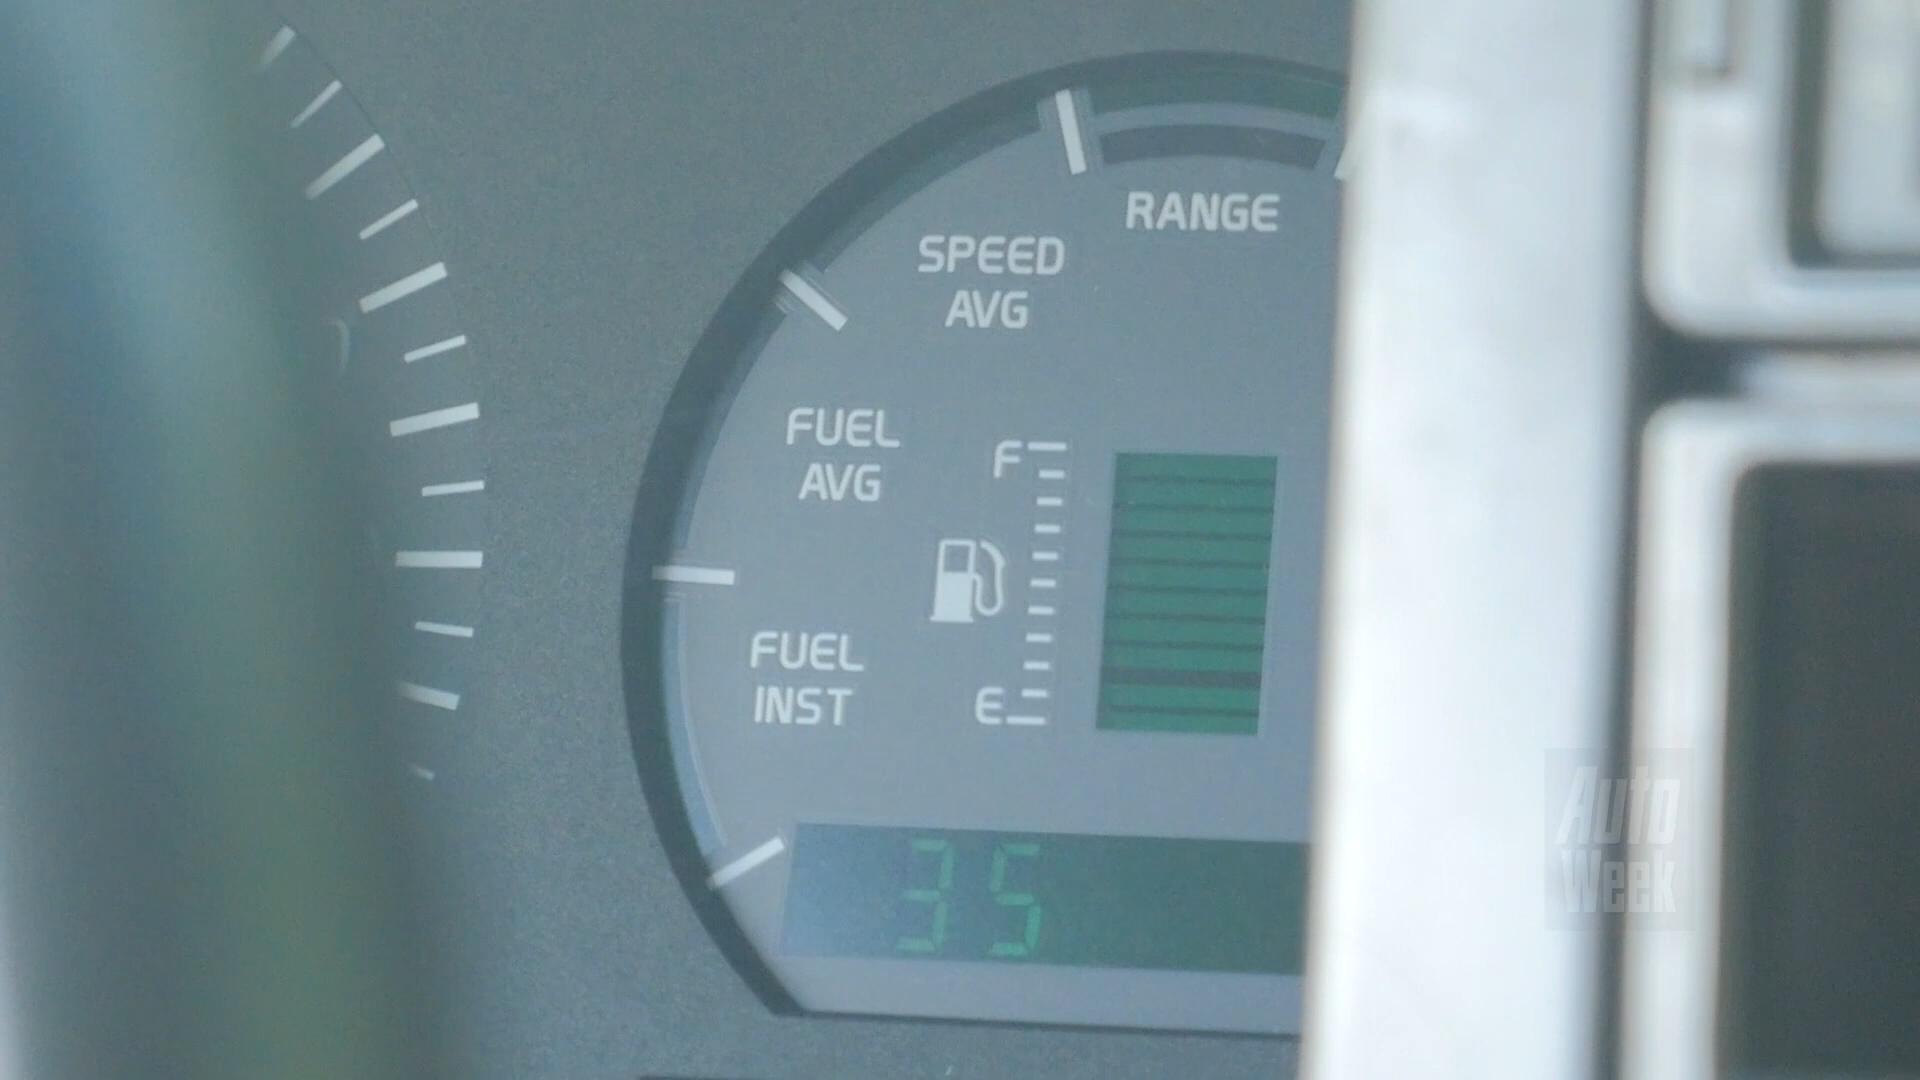 RANGE
SPEED
AVG
FUEL
AVG
F
FUEL
INST
E
35
Auto
Week